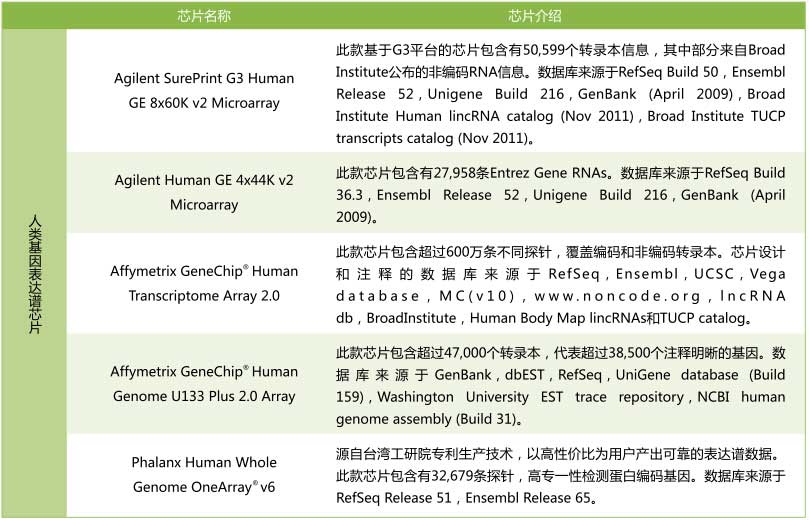 芯片名称
芯片介绍
人类基因表达谱芯片
Agilent SurePrint G3 Human
GE 8x60K v2 Microarray
此款基于G3平台的芯片包含有50,599个转录本信息，其中部分来自Broad
Institute公布的非编码RNA信息。数据库来源于RefSeq Build 50，Ensembl
Release 52，Unigene Build 216，GenBank (April 2009)，Broad
Institute Human lincRNA catalog (Nov 2011)，Broad Institute TUCP
transcripts catalog (Nov 2011)。
Agilent Human GE 4x44K v2
Microarray
此款芯片包含有27,958条Entrez Gene RNAs。数据库来源于RefSeq Build
36.3，Ensembl Release 52，Unigene Build 216，GenBank (April
2009)。
Affymetrix GeneChip® Human
Transcriptome Array 2.0
此款芯片包含超过600万条不同探针，覆盖编码和非编码转录本。芯片设计
和注释的数据库来源于RefSeq，Ensembl，UCSC，Vega
database，MC(v10)，www.noncode.org，lncRNA
db，BroadInstitute，Human Body Map lincRNAs和TUCP catalog。
Affymetrix GeneChip® Human
Genome U133 Plus 2.0 Array
此款芯片包含超过47,000个转录本，代表超过38,500个注释明晰的基因。数
据库来源于GenBank，dbEST，RefSeq，UniGene database (Build
159)，Washington University EST trace repository，NCBI human
genome assembly (Build 31)。
Phalanx Human Whole
Genome OneArray® v6
源自台湾工研院专利生产技术，以高性价比为用户产出可靠的表达谱数据。
此款芯片包含有32,679条探针，高专一性检测蛋白编码基因。数据库来源于
RefSeq Release 51，Ensembl Release 65。